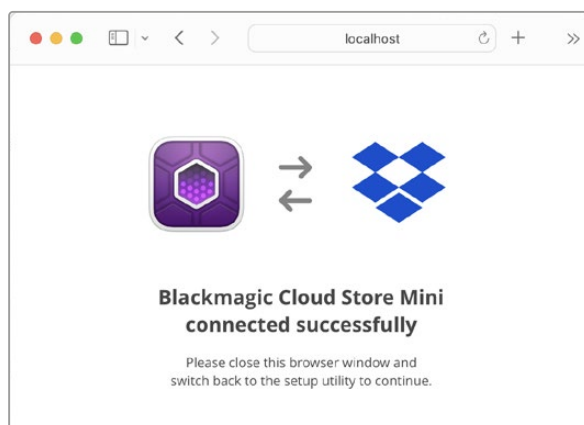 localhost
Blackmagic Cloud Store Mini
connected successfully
Please close this browser window and
switch back to the setup utility to continue.